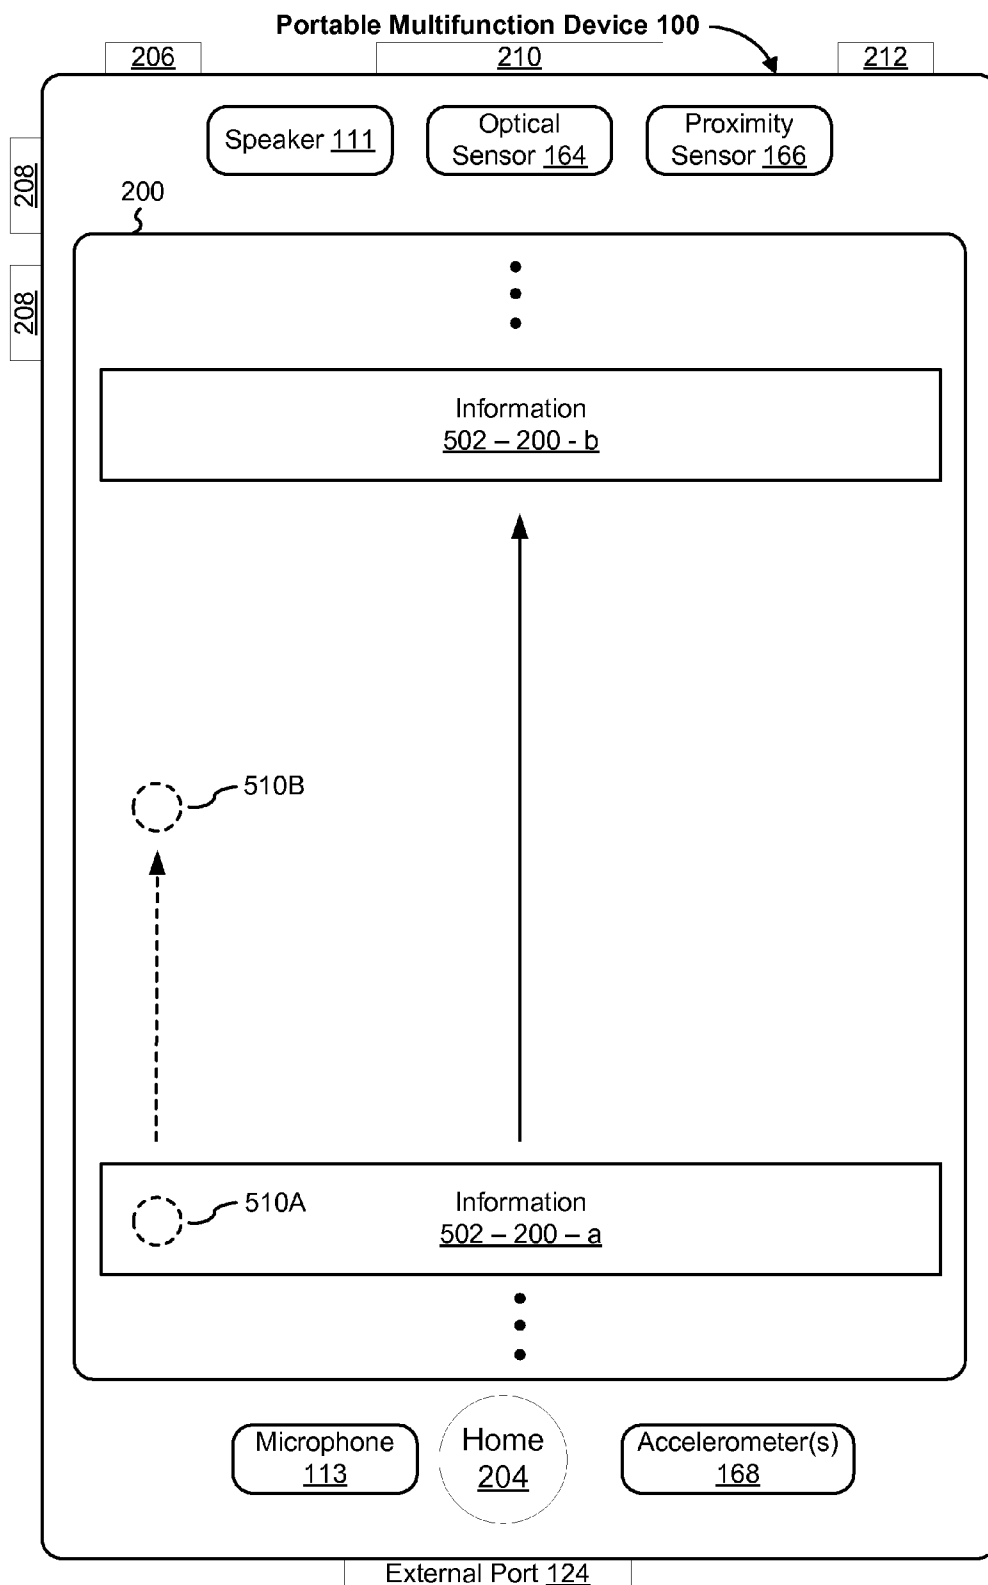 Portable Multifunction Device 100
206
210
212
Speaker 111
Optical
Sensor 164
Proximity
Sensor 166
208
200
208
Information
502 – 200 - b
510B
510A
Information
502 – 200 – a
Microphone
113
Home
204
Accelerometer(s)
168
External Port 124